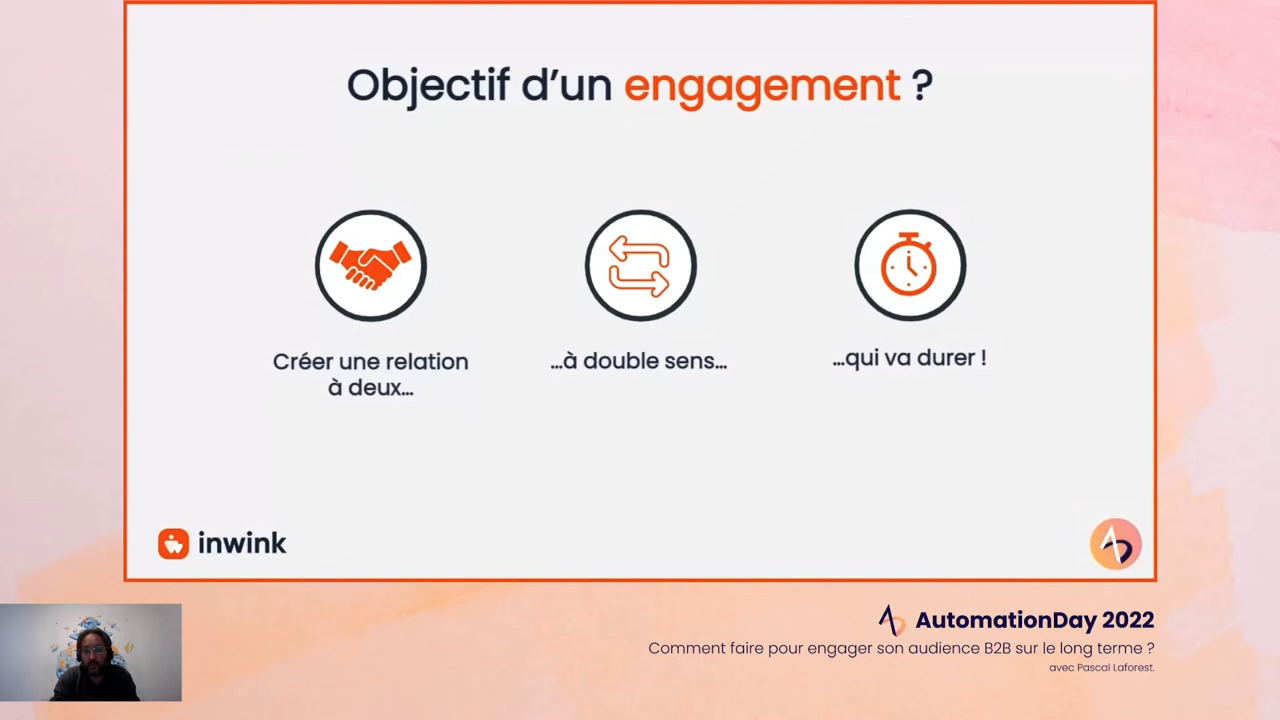 Objectif d’un engagement ?
Créer une relation
à deux...
...à double sens...
...qui va durer !
inwink
AutomationDay 2022
Comment faire pour engager son audience B2B sur le long terme ?
avec Pascal Laforest.